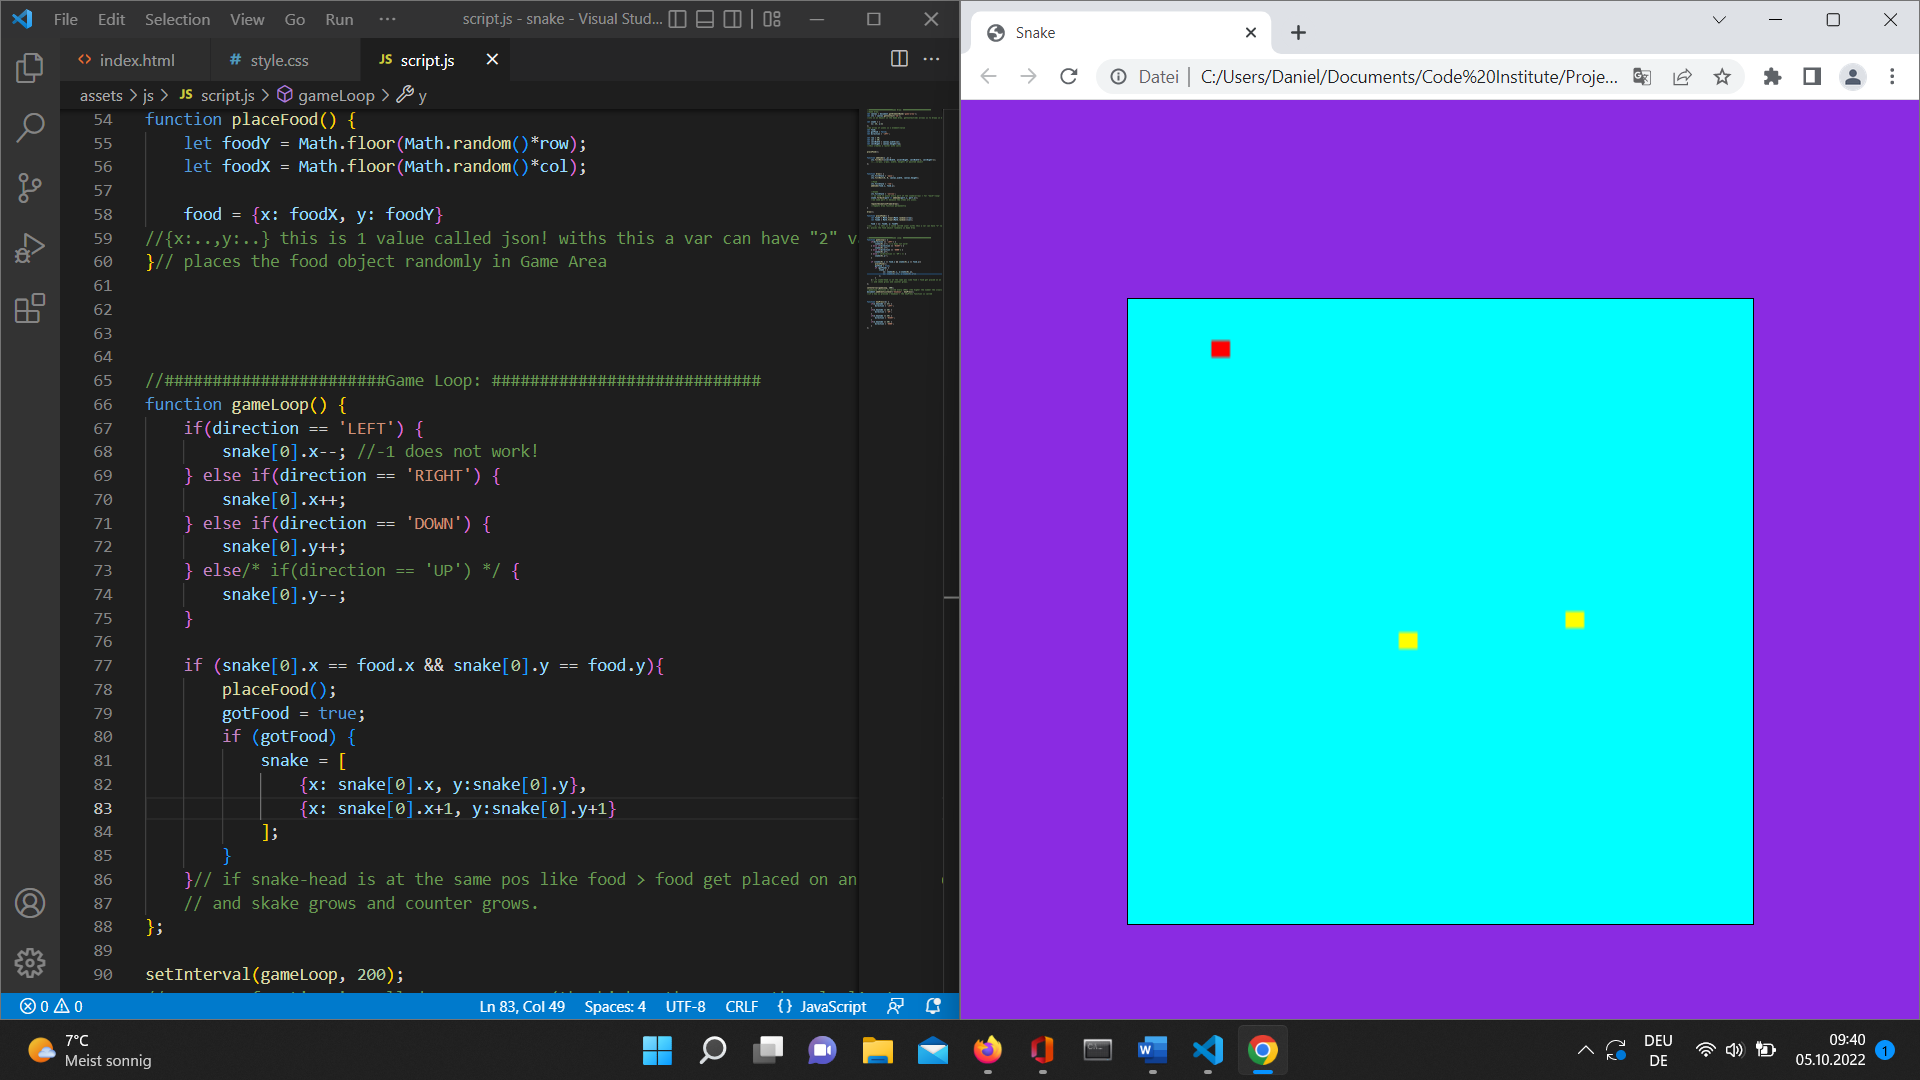 File Edit Selection View Go Run ··· script.js - snake - Visual Stud...
index.html # style.css JS script.js
assets > js > JS script.js > gameLoop > y
54 function placeFood() {
55 let foodY = Math.floor(Math.random()*row);
56 let foodX = Math.floor(Math.random()*col);
57
58 food = {x: foodX, y: foodY}
59 //{x:..,y:..} this is 1 value called json! withs this a var can have "2" va
60 }// places the food object randomly in Game Area
61
62
63
64
65 //#######################Game Loop: ############################
66 function gameLoop() {
67 if(direction == 'LEFT') {
68 snake[0].x--; //-1 does not work!
69 } else if(direction == 'RIGHT') {
70 snake[0].x++;
71 } else if(direction == 'DOWN') {
72 snake[0].y++;
73 } else/* if(direction == 'UP') */ {
74 snake[0].y--;
75 }
76
77 if (snake[0].x == food.x && snake[0].y == food.y){
78 placeFood();
79 gotFood = true;
80 if (gotFood) {
81 snake = [
82 {x: snake[0].x, y:snake[0].y},
83 {x: snake[0].x+1, y:snake[0].y+1}
84 ];
85 }
86 }// if snake-head is at the same pos like food > food get placed on an
87 // and skake grows and counter grows.
88 };
89
90 setInterval(gameLoop, 200);
0 0 Ln 83, Col 49 Spaces: 4 UTF-8 CRLF {} JavaScript
Snake
Datei | C:/Users/Daniel/Documents/Code%20Institute/Proje...
7°C
Meist sonnig
DEU
DE
09:40
05.10.2022
1